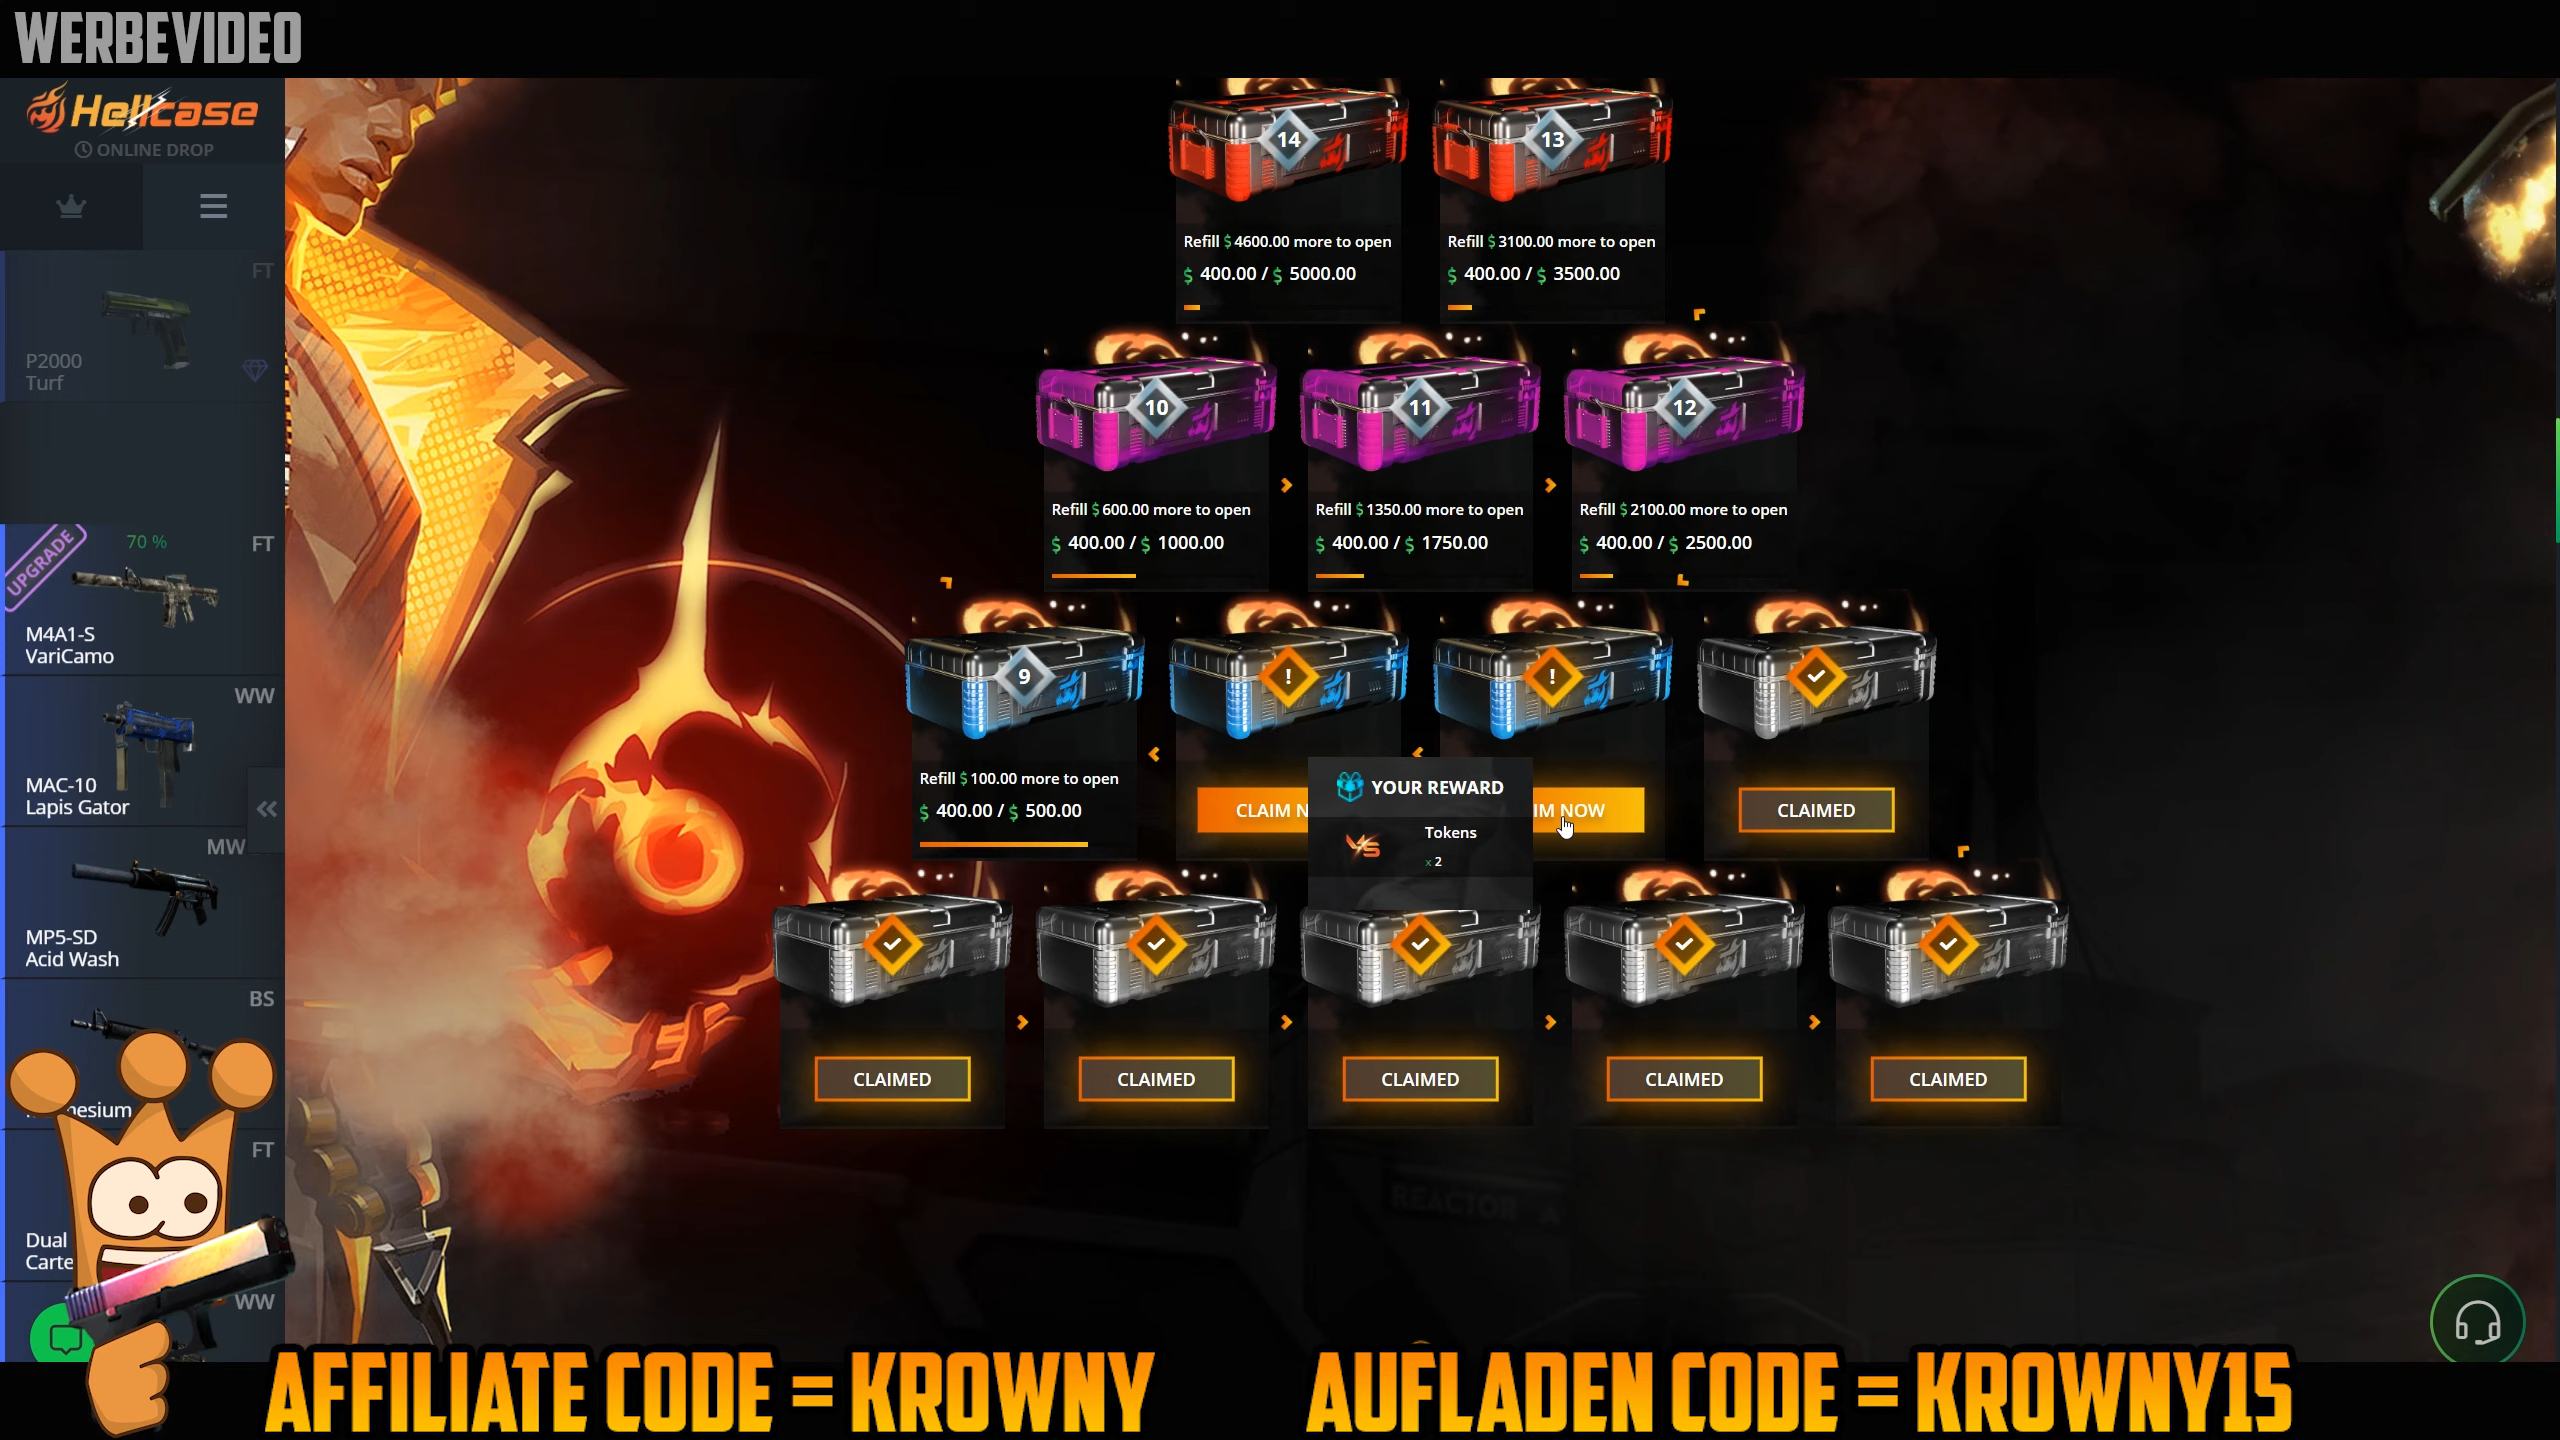 WERBEVIDEO
Hellcase
ONLINE DROP
FT
P2000
Turf
UPGRADE
70 %
FT
M4A1-S
VariCamo
WW
MAC-10
Lapis Gator
MW
MP5-SD
Acid Wash
BS
FT
Dual
WW
14
Refill $4600.00 more to open
$ 400.00 / $ 5000.00
13
Refill $3100.00 more to open
$ 400.00 / $ 3500.00
10
Refill $600.00 more to open
$ 400.00 / $ 1000.00
11
Refill $1350.00 more to open
$ 400.00 / $ 1750.00
12
Refill $2100.00 more to open
$ 400.00 / $ 2500.00
9
Refill $100.00 more to open
$ 400.00 / $ 500.00
!
CLAIM N
!
IM NOW
CLAIMED
YOUR REWARD
VS
Tokens
x 2
CLAIMED
CLAIMED
CLAIMED
CLAIMED
CLAIMED
REACTOR
AFFILIATE CODE = KROWNY
AUFLADEN CODE = KROWNY15